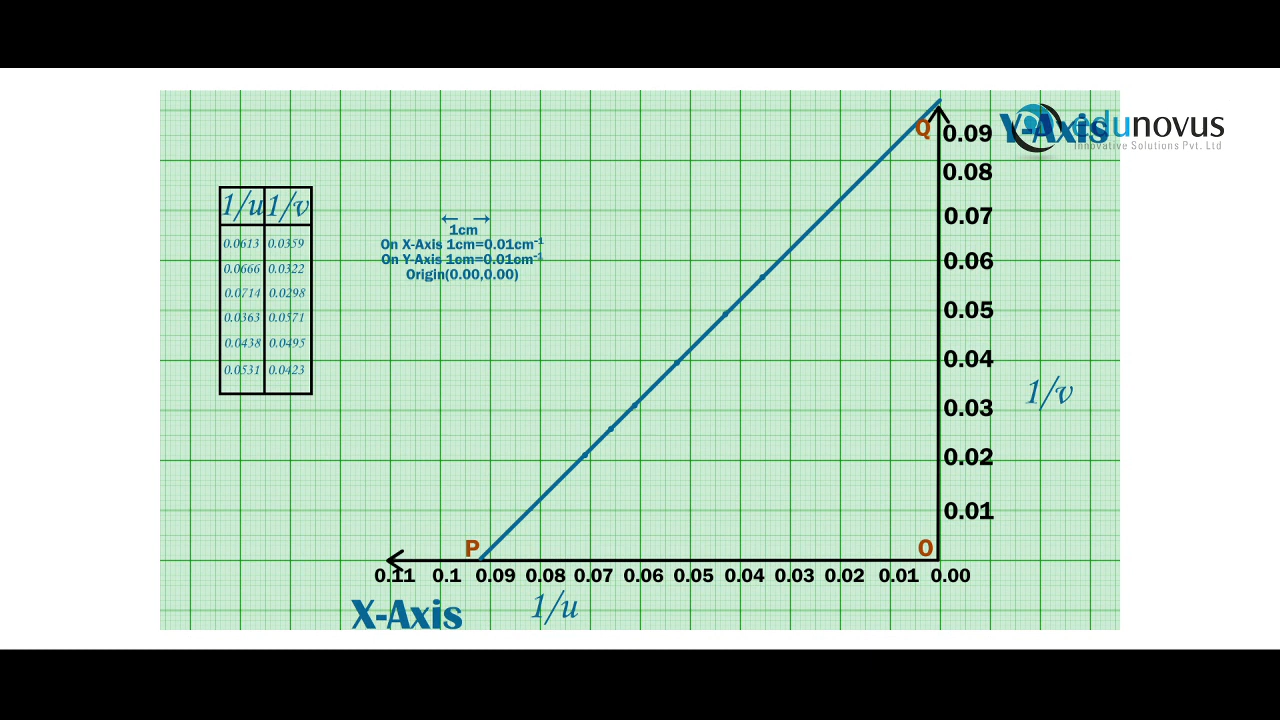 Y-Axis
edunovus
Innovative Solutions Pvt. Ltd
Q
0.09
0.08
0.07
0.06
0.05
0.04
0.03
0.02
0.01
1/v
1/u 1/v
0.0613 0.0359
0.0666 0.0322
0.0714 0.0298
0.0363 0.0571
0.0438 0.0495
0.0531 0.0423
1cm
On X-Axis 1cm=0.01cm⁻¹
On Y-Axis 1cm=0.01cm⁻¹
Origin(0.00,0.00)
P
O
0.11 0.1 0.09 0.08 0.07 0.06 0.05 0.04 0.03 0.02 0.01 0.00
X-Axis
1/u